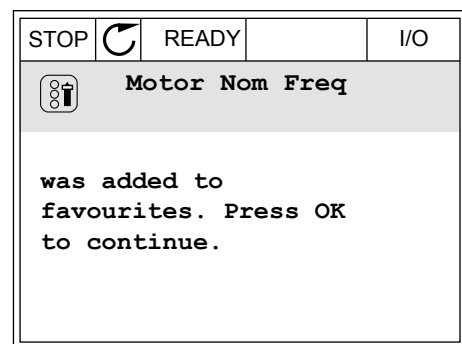 STOP READY I/O
Motor Nom Freq
was added to
favourites. Press OK
to continue.